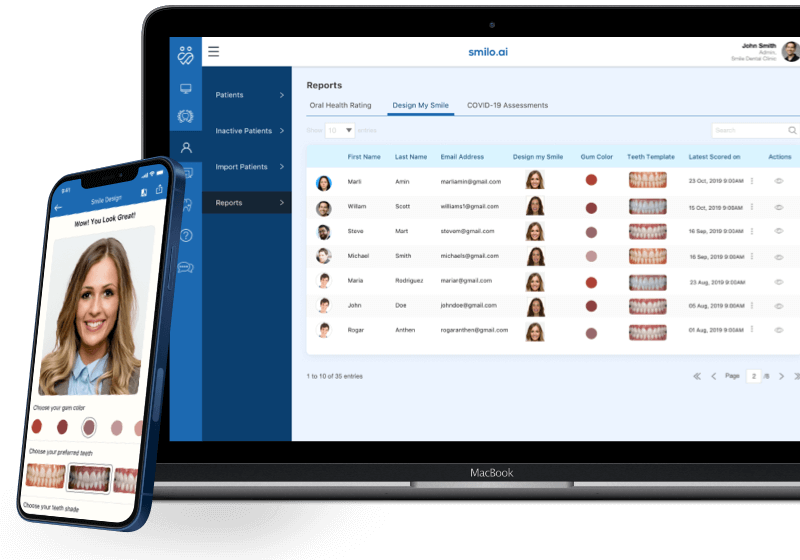 smilo.ai
John Smith
Admin,
Smile Dental Clinic
Patients
Inactive Patients
Import Patients
Reports
Reports
Oral Health Rating Design My Smile COVID-19 Assessments
Show 10 entries Search
First Name Last Name Email Address Design my Smile Gum Color Teeth Template Latest Scored on Actions
Marli Amin marliamin@gmail.com 23 Oct, 2019 9:00AM
Willam Scott williams1@gmail.com 15 Oct, 2019 9:00AM
Steve Mart stevem@gmail.com 16 Sep, 2019 9:00AM
Michael Smith michaels@gmail.com 16 Sep, 2019 9:00AM
Maria Rodriguez mariar@gmail.com 23 Aug, 2019 9:00AM
John Doe johndoe@gmail.com 05 Aug, 2019 9:00AM
Rogar Anthen rogaranthen@gmail.com 01 Aug, 2019 9:00AM
1 to 10 of 35 entries Page 2 /8
MacBook
9:41
Smile Design
Wow! You Look Great!
Choose your gum color
Choose your preferred teeth
Choose your teeth shade